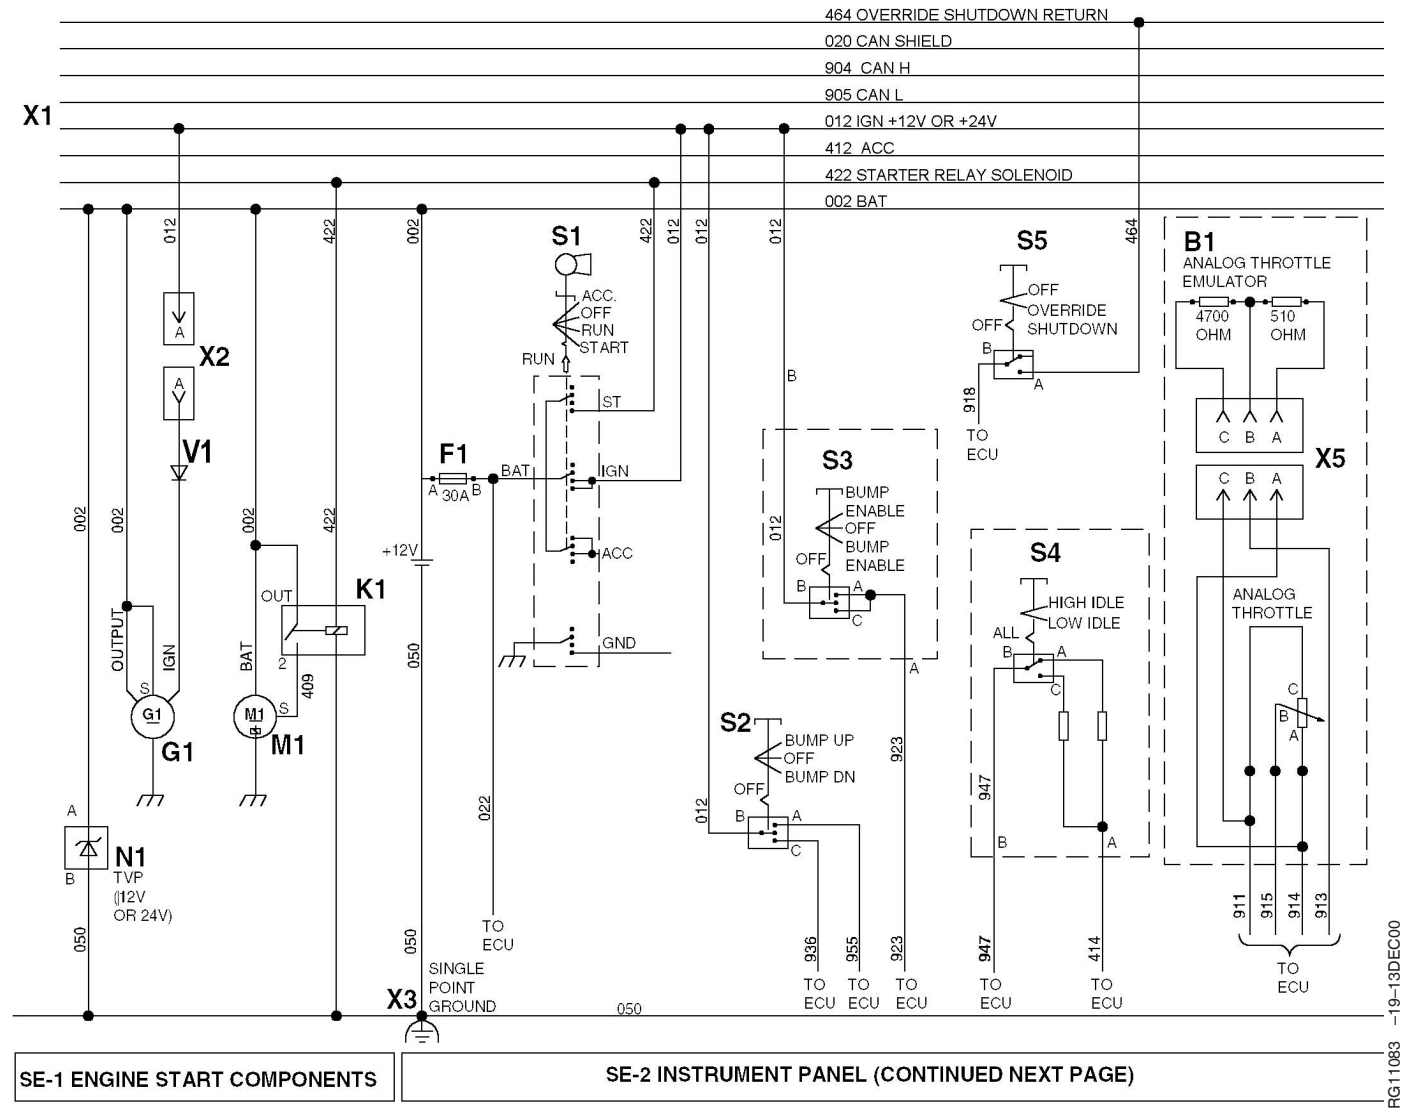 464 OVERRIDE SHUTDOWN RETURN
020 CAN SHIELD
904 CAN H
905 CAN L
X1
012 IGN +12V OR +24V
412 ACC
422 STARTER RELAY SOLENOID
002 BAT
012
422
002
S1
422
012
012
012
S5
464
B1
ANALOG THROTTLE
EMULATOR
ACC.
OFF
RUN
START
OFF
OVERRIDE
SHUTDOWN
OFF
4700
OHM
510
OHM
A
X2
A
RUN
B
B
A
918
ST
TO
ECU
C B A
V1
F1
BAT
IGN
S3
X5
A 30A B
C B A
002
002
002
422
BUMP
ENABLE
OFF
BUMP
ENABLE
012
OFF
+12V
ACC
S4
K1
OUT
B
A
C
HIGH IDLE
LOW IDLE
ALL
ANALOG
THROTTLE
OUTPUT
IGN
BAT
2
050
GND
B
A
C
A
409
S
G1
G1
M1
S
M1
S2
C
B
A
BUMP UP
OFF
BUMP DN
OFF
923
947
022
012
A
B
A
C
B
A
N1
TVP
(12V
OR 24V)
B
050
050
TO
ECU
936
955
923
947
414
911
915
914
913
SINGLE
POINT
GROUND
X3
TO
ECU
TO
ECU
TO
ECU
TO
ECU
TO
ECU
TO
ECU
050
SE-1 ENGINE START COMPONENTS
SE-2 INSTRUMENT PANEL (CONTINUED NEXT PAGE)
RG11083 –19–13DEC00